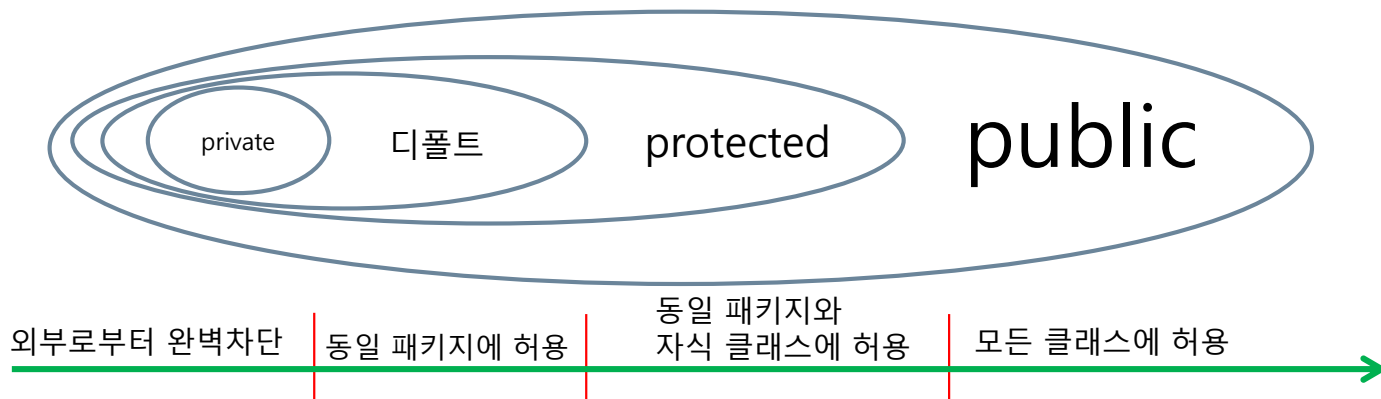 private
디폴트
protected
public
외부로부터 완벽차단
동일 패키지에 허용
동일 패키지와
자식 클래스에 허용
모든 클래스에 허용